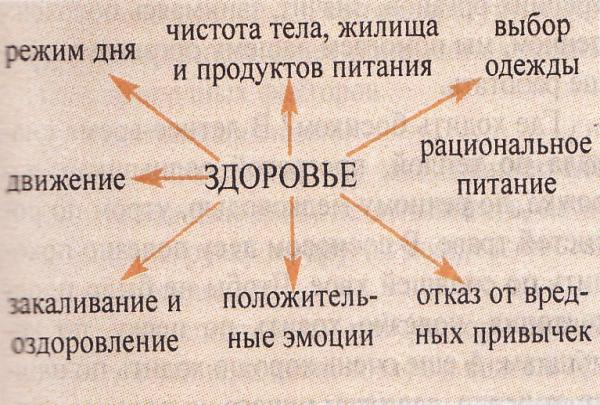 режим дня
чистота тела, жилища
и продуктов питания
выбор
одежды
движение
ЗДОРОВЬЕ
рациональное
питание
закаливание и
оздоровление
положитель-
ные эмоции
отказ от вред-
ных привычек